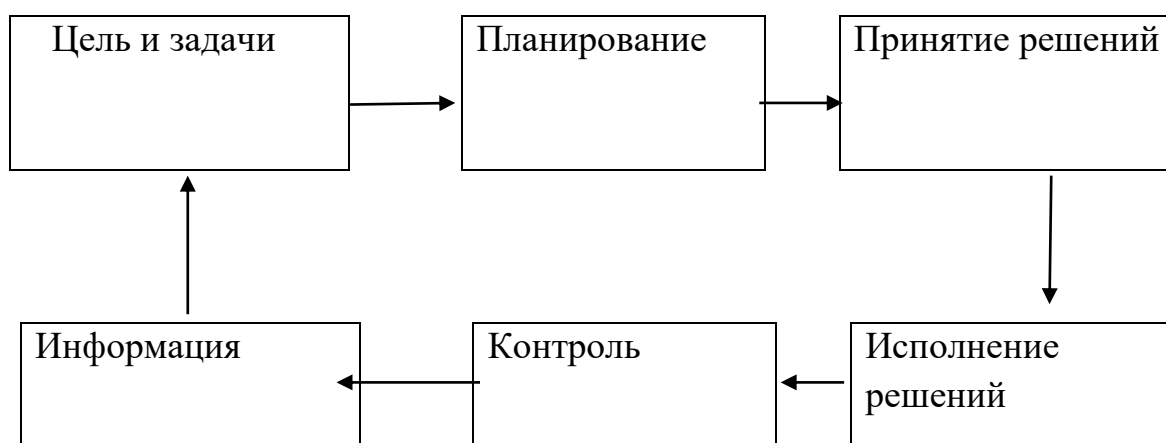 Цель и задачи
Планирование
Принятие решений
Информация
Контроль
Исполнение
решений